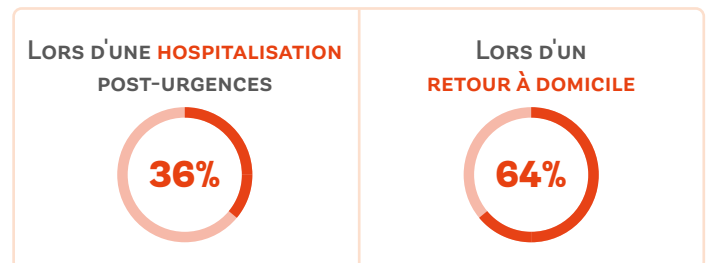 Lors d'une hospitalisation
post-urgences
36%
Lors d'un
retour à domicile
64%